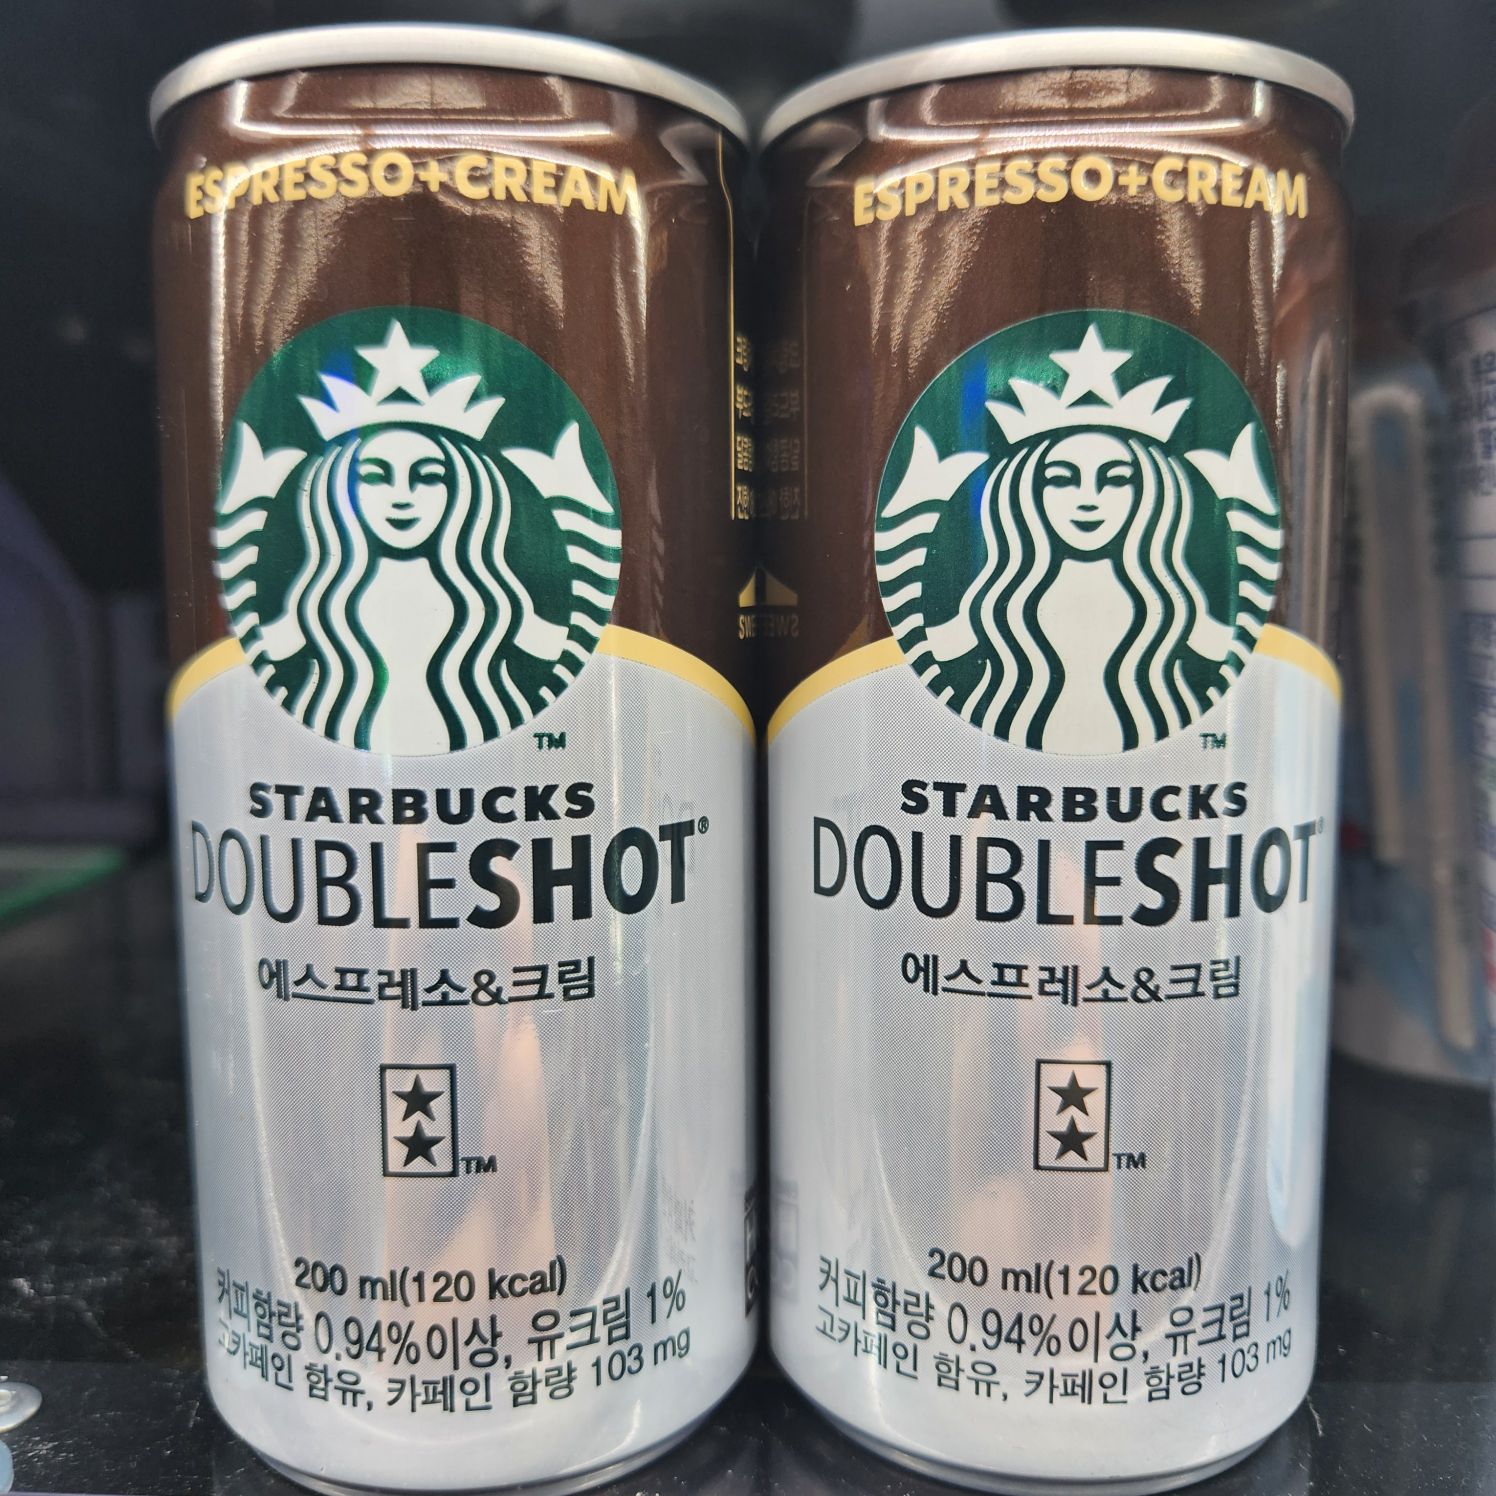 ESPRESSO+CREAM
TM
STARBUCKS
DOUBLESHOT®
에스프레소&크림
TM
200 ml(120 kcal)
커피함량 0.94%이상, 유크림 1%
고카페인 함유, 카페인 함량 103 mg
ESPRESSO+CREAM
TM
STARBUCKS
DOUBLESHOT®
에스프레소&크림
TM
200 ml(120 kcal)
커피함량 0.94%이상, 유크림 1%
고카페인 함유, 카페인 함량 103 mg